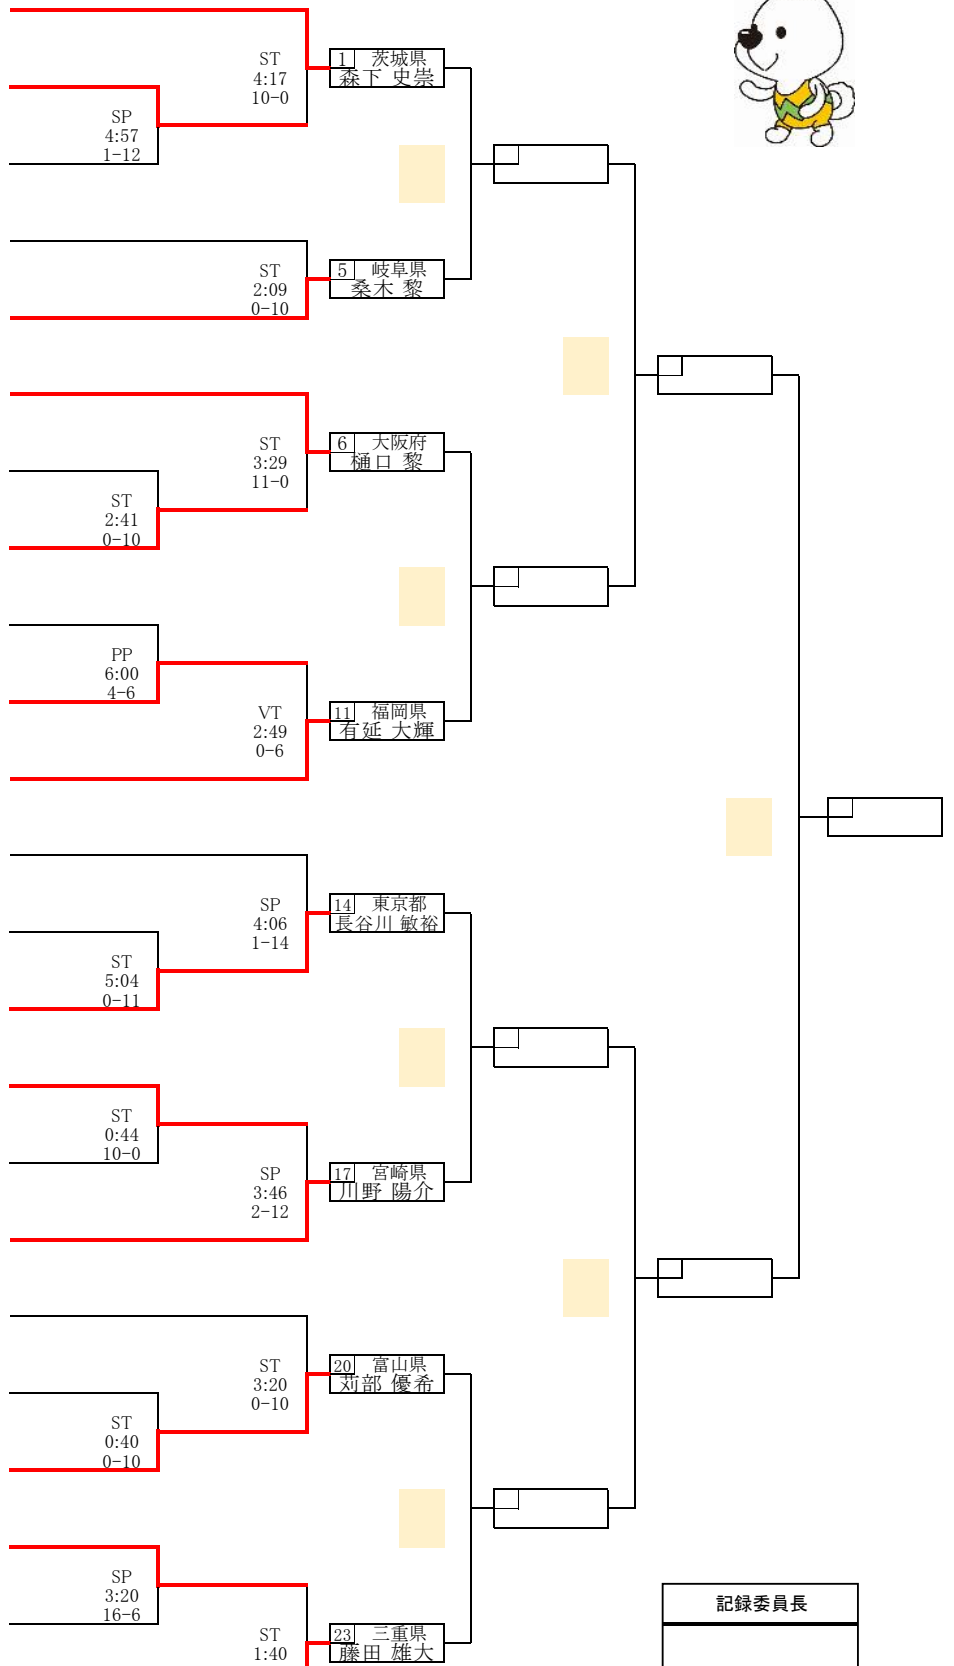 ST
4:17
10-0
1 茨城県
森下 史崇
SP
4:57
1-12
ST
2:09
0-10
5 岐阜県
桑木 黎
ST
3:29
11-0
6 大阪府
樋口 黎
ST
2:41
0-10
PP
6:00
4-6
VT
2:49
0-6
11 福岡県
有延 大輝
SP
4:06
1-14
14 東京都
長谷川 敏裕
ST
5:04
0-11
ST
0:44
10-0
SP
3:46
2-12
17 宮崎県
川野 陽介
ST
3:20
0-10
20 富山県
苅部 優希
ST
0:40
0-10
SP
3:20
16-6
ST
1:40
23 三重県
藤田 雄大
記録委員長